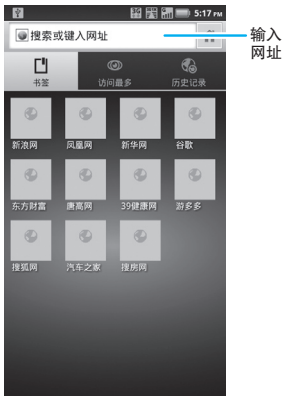 5:17 PM
搜索或键入网址
输入
网址
书签
访问最多
历史记录
新浪网
凤凰网
新华网
谷歌
东方财富
唐高网
39健康网
游多多
搜狐网
汽车之家
搜房网